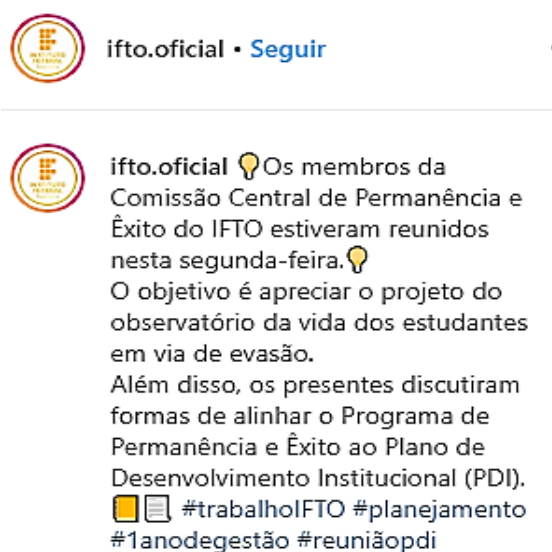 ifto.oficial • Seguir
ifto.oficial 💡Os membros da
Comissão Central de Permanência e
Êxito do IFTO estiveram reunidos
nesta segunda-feira.💡
O objetivo é apreciar o projeto do
observatório da vida dos estudantes
em via de evasão.
Além disso, os presentes discutiram
formas de alinhar o Programa de
Permanência e Êxito ao Plano de
Desenvolvimento Institucional (PDI).
📒📃 #trabalhoIFTO #planejamento
#1anodegestão #reuniãopdi